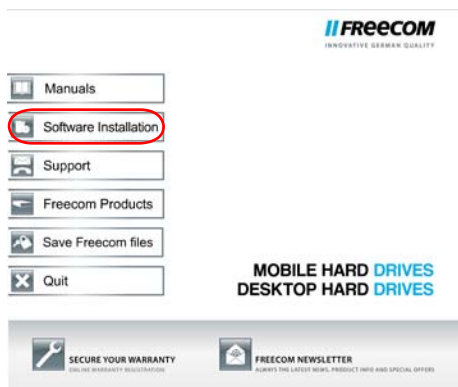 FREECOM
INNOVATIVE GERMAN QUALITY
Manuals
Software Installation
Support
Freecom Products
Save Freecom files
Quit
MOBILE HARD DRIVES
DESKTOP HARD DRIVES
SECURE YOUR WARRANTY
ONLINE WARRANTY REGISTRATION
FREECOM NEWSLETTER
ALWAYS THE LATEST NEWS, PRODUCT INFO AND SPECIAL OFFERS